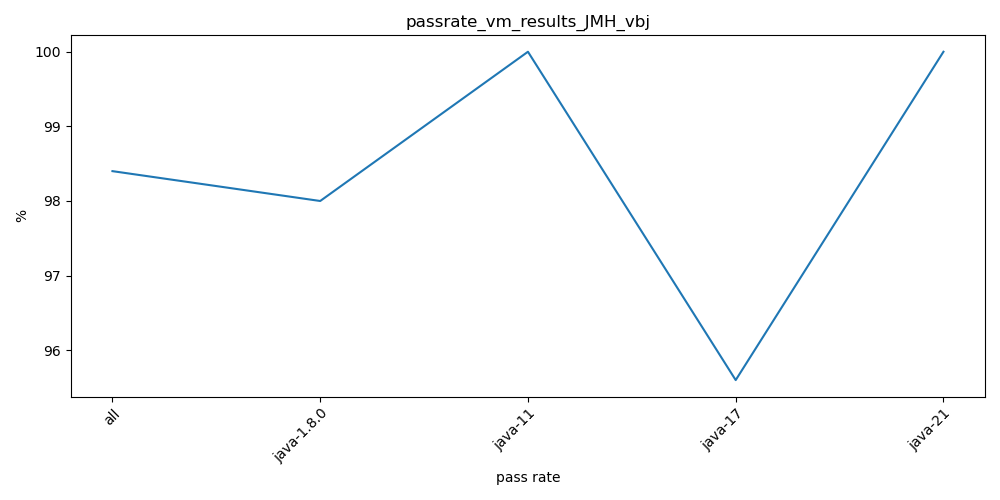 passrate_vm_results_JMH_vbj
100
99
98
97
96
%
all
java-1.8.0
java-11
java-17
java-21
pass rate